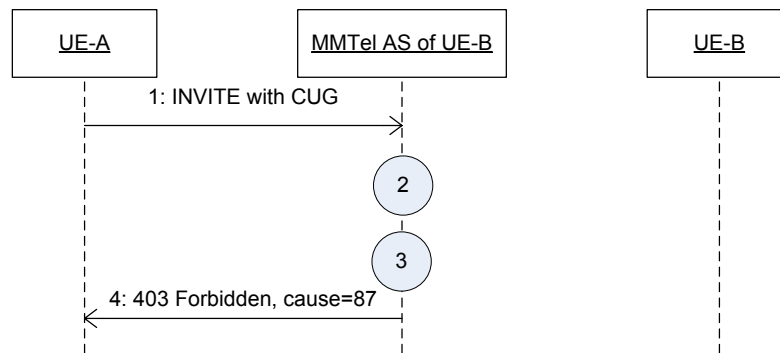 UE-A
MMTel AS of UE-B
UE-B
1: INVITE with CUG
2
3
4: 403 Forbidden, cause=87